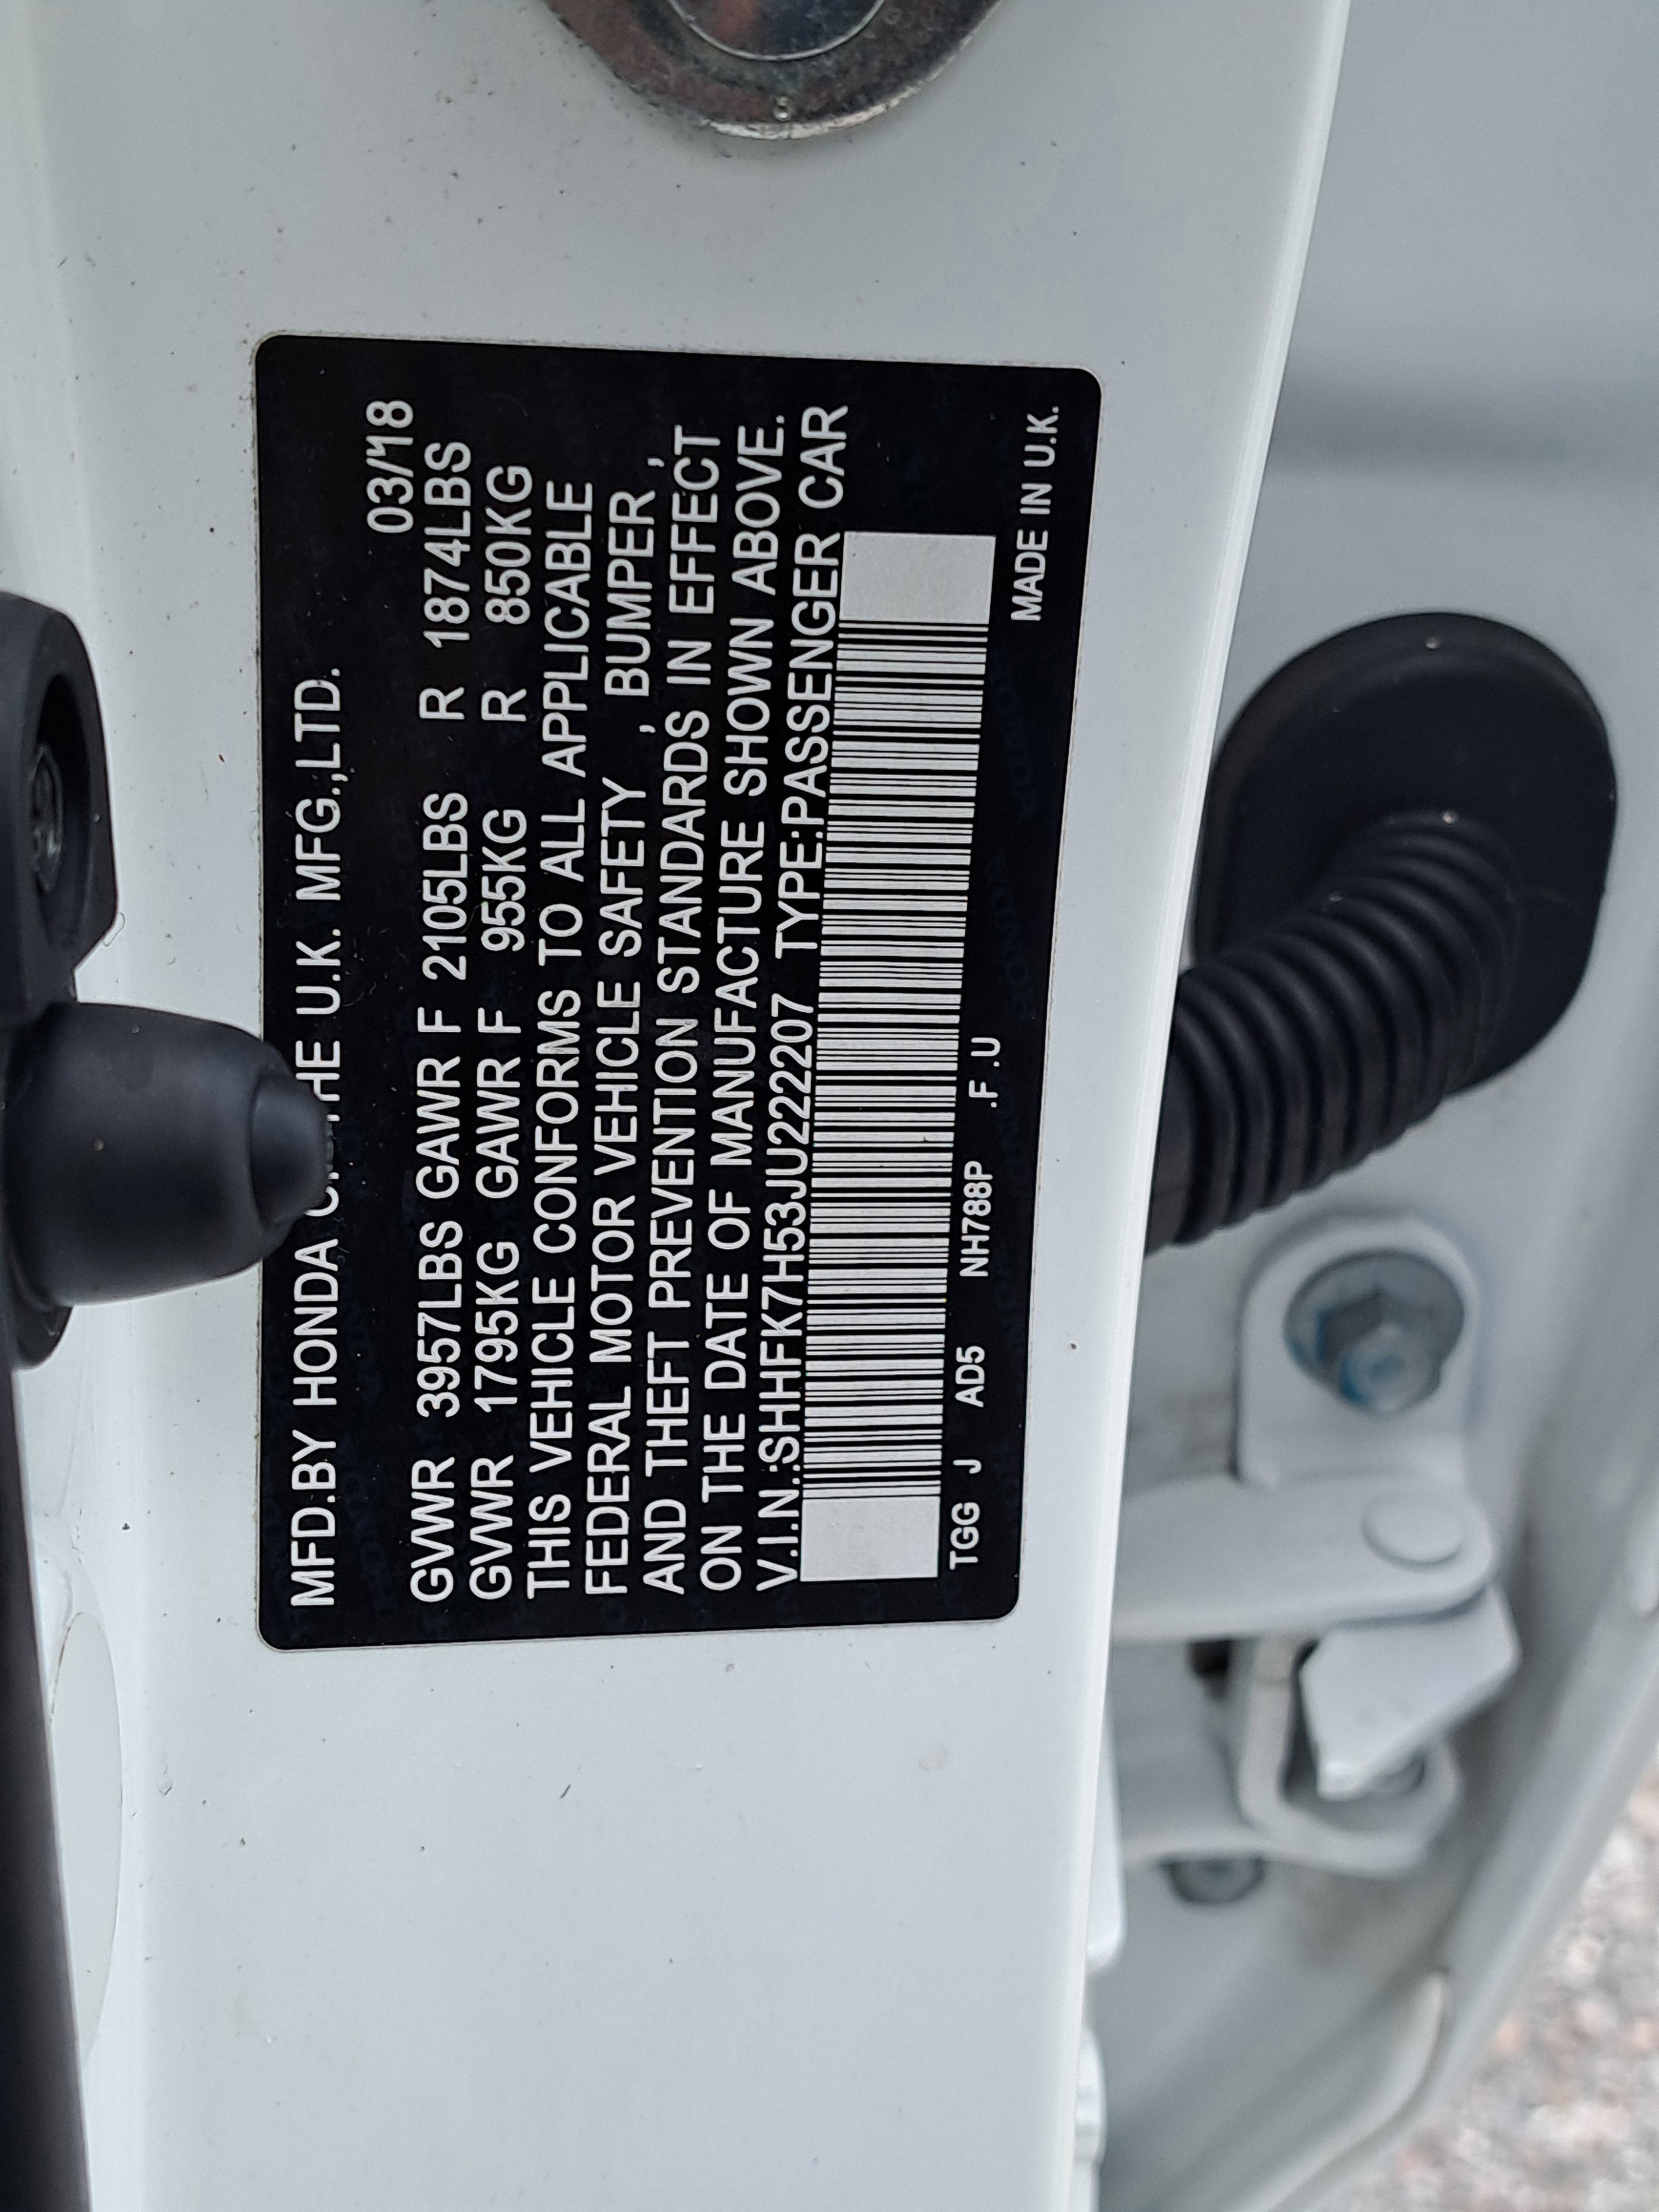 MFD.BY HONDA THE U.K. MFG.,LTD.
03/18
GVWR 3957LBS GAWR F 2105LBS R 1874LBS
GVWR 1795KG GAWR F 955KG R 850KG
THIS VEHICLE CONFORMS TO ALL APPLICABLE
FEDERAL MOTOR VEHICLE SAFETY , BUMPER ,
AND THEFT PREVENTION STANDARDS IN EFFECT
ON THE DATE OF MANUFACTURE SHOWN ABOVE.
V.I.N.:SHHFK7H53JU222207 TYPE:PASSENGER CAR
TGG J AD5 NH788P .F .U
MADE IN U.K.
8